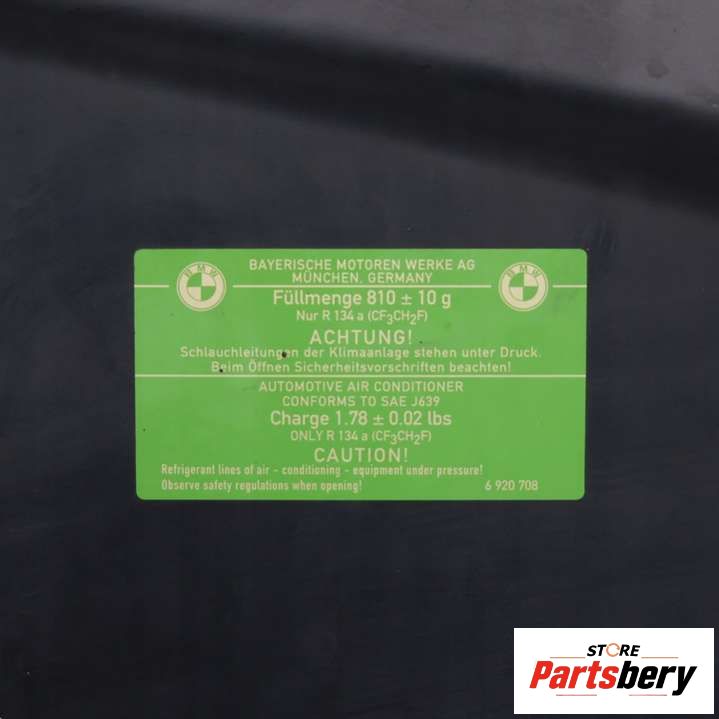 BMW
BMW
BAYERISCHE MOTOREN WERKE AG
MÜNCHEN, GERMANY
Füllmenge 810 ± 10 g
Nur R 134 a (CF3CH2F)
ACHTUNG!
Schlauchleitungen der Klimaanlage stehen unter Druck.
Beim Öffnen Sicherheitsvorschriften beachten!
AUTOMOTIVE AIR CONDITIONER
CONFORMS TO SAE J639
Charge 1.78 ± 0.02 lbs
ONLY R 134 a (CF3CH2F)
CAUTION!
Refrigerant lines of air - conditioning - equipment under pressure!
Observe safety regulations when opening!
6 920 708
STORE
Partsbery